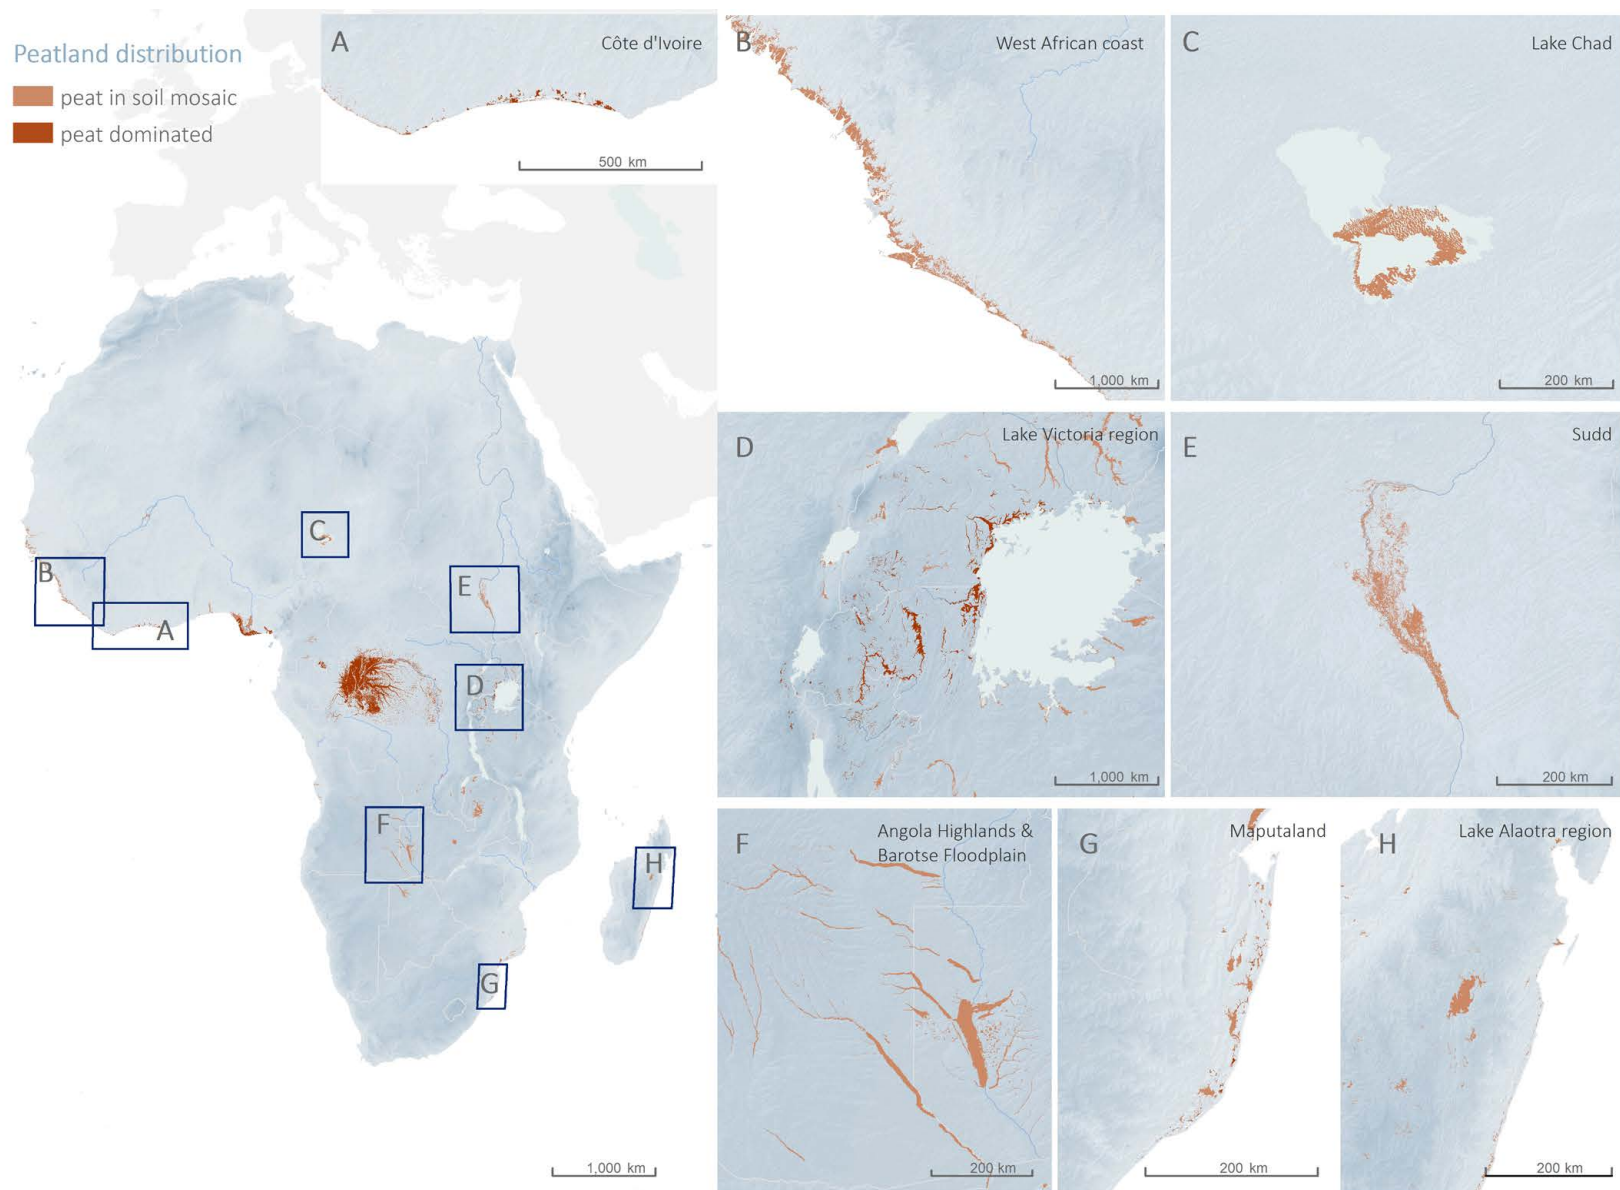 Peatland distribution
peat in soil mosaic
peat dominated
A
Côte d'Ivoire
500 km
B
West African coast
1,000 km
C
Lake Chad
200 km
D
Lake Victoria region
1,000 km
E
Sudd
200 km
F
Angola Highlands &
Barotse Floodplain
200 km
G
Maputaland
200 km
H
Lake Alaotra region
200 km
C
B
A
E
D
F
H
G
1,000 km